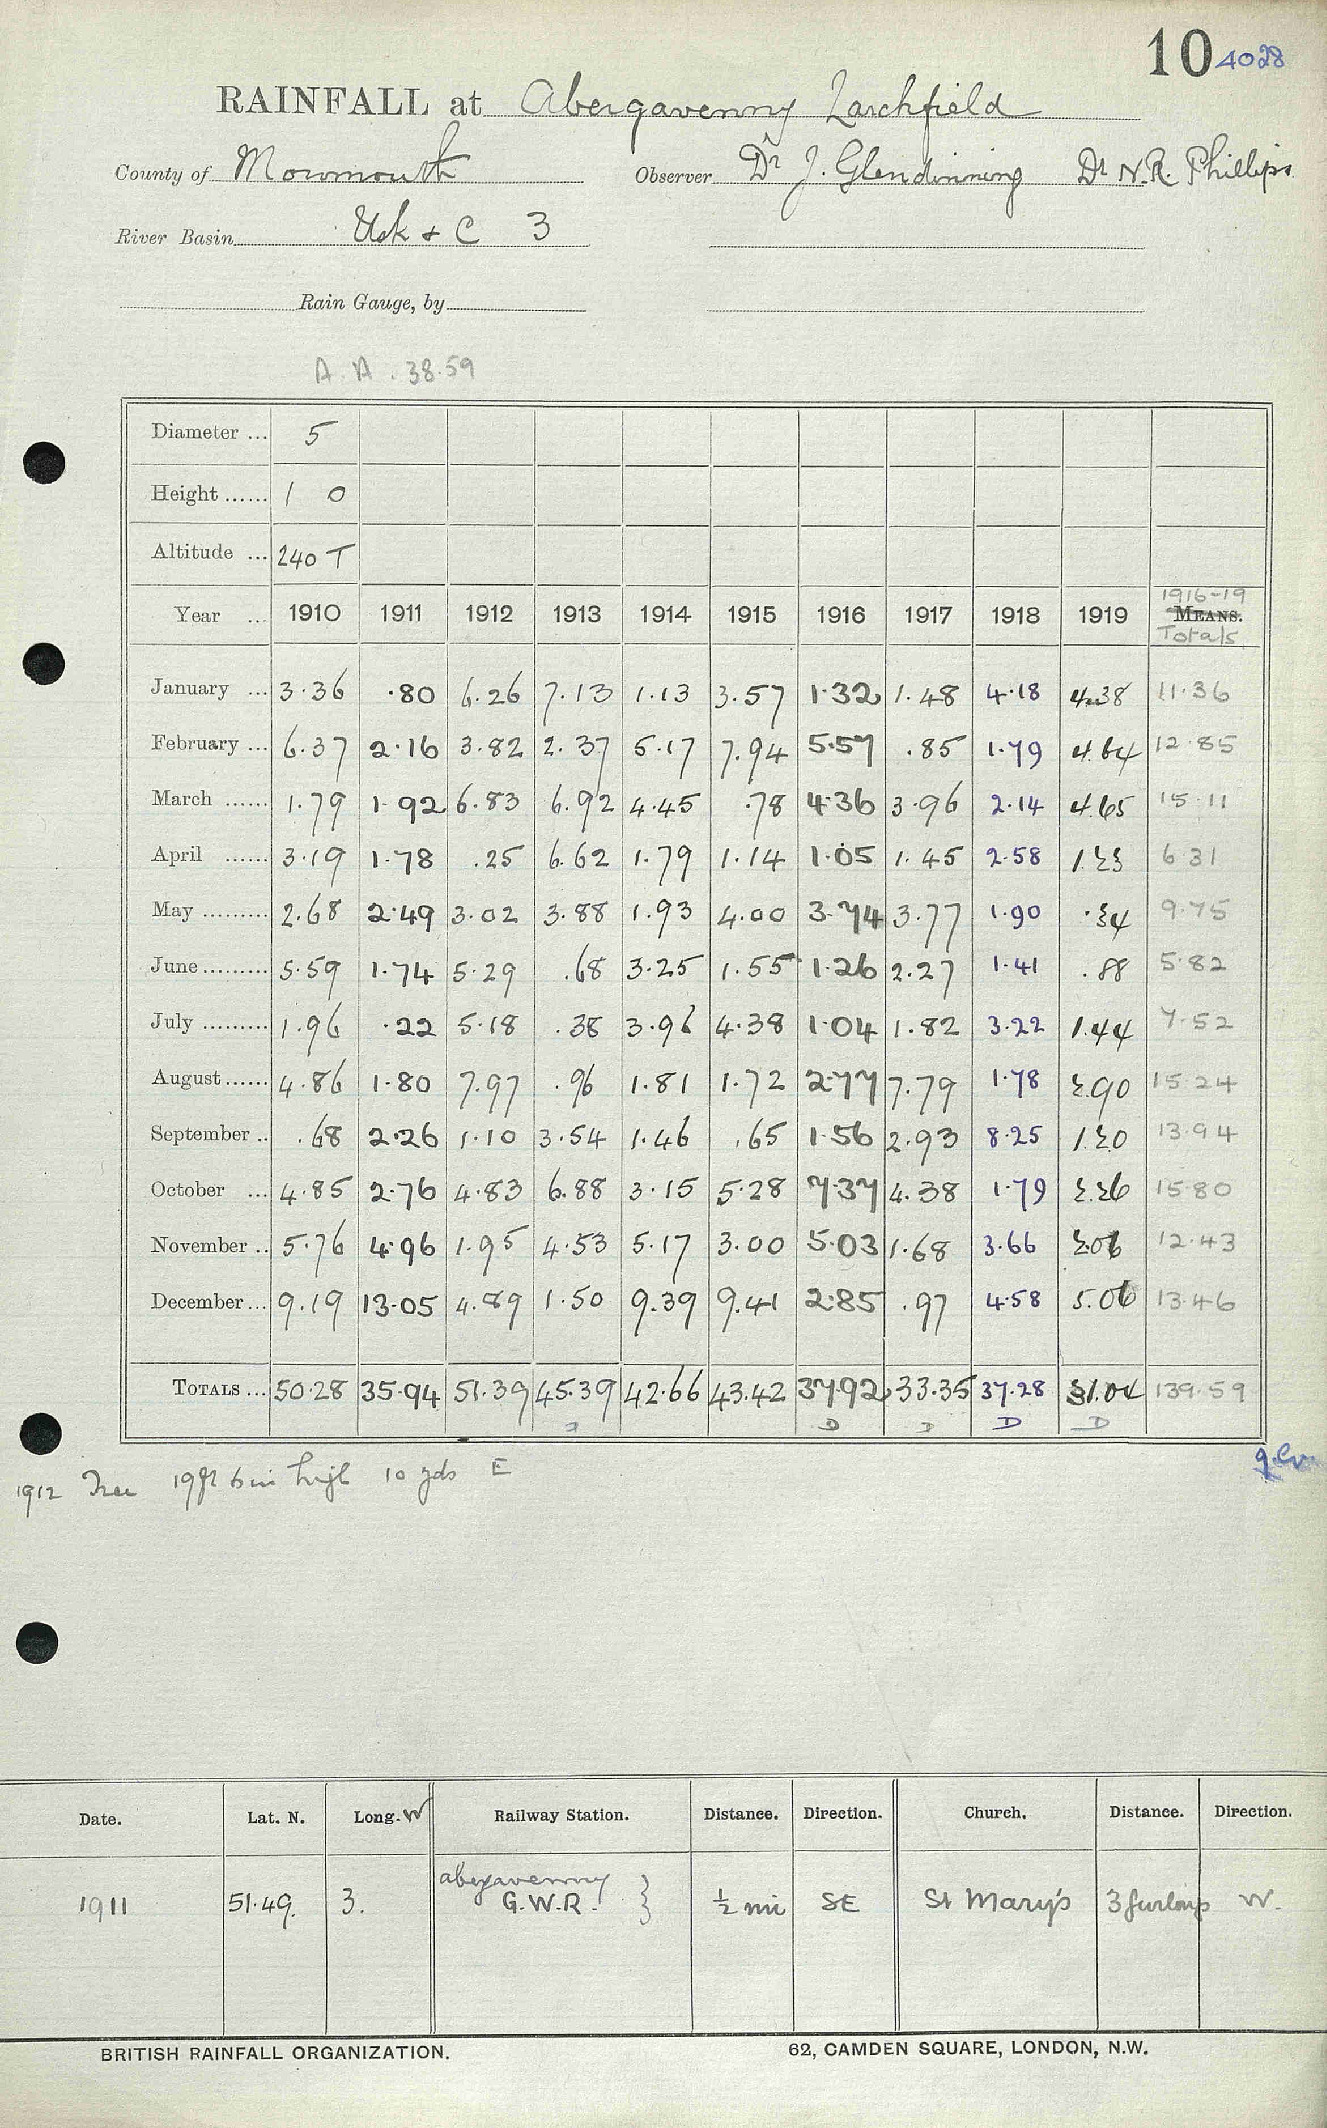 10 4028
RAINFALL at Abergavenny Larchfield
County of Monmouth Observer Dr J. Glendinning Dr N.R. Phillips
River Basin Usk & C 3
Rain Gauge, by
A.A. 38.59
Diameter ... 5
Height ...... 1 0
Altitude ... 240 T
Year ... 1910 1911 1912 1913 1914 1915 1916 1917 1918 1919 1916-19 MEANS. Totals
January ... 3.36 .80 6.26 7.13 1.13 3.57 1.32 1.48 4.18 4.38 11.36
February ... 6.37 2.16 3.82 2.37 5.17 7.94 5.57 .85 1.79 4.64 12.85
March ...... 1.79 1.92 6.83 6.92 4.45 .78 4.36 3.96 2.14 4.65 15.11
April ...... 3.19 1.78 .25 6.62 1.79 1.14 1.05 1.45 2.58 1.23 6.31
May ......... 2.68 2.49 3.02 3.88 1.93 4.00 3.74 3.77 1.90 .34 9.75
June ......... 5.59 1.74 5.29 .68 3.25 1.55 1.26 2.27 1.41 .88 5.82
July ......... 1.96 .22 5.18 .38 3.96 4.38 1.04 1.82 3.22 1.44 7.52
August ...... 4.86 1.80 7.97 .96 1.81 1.72 2.77 7.79 1.78 2.90 15.24
September .. .68 2.26 1.10 3.54 1.46 .65 1.56 2.93 8.25 1.20 13.94
October ... 4.85 2.76 4.83 6.88 3.15 5.28 7.37 4.38 1.79 2.26 15.80
November .. 5.76 4.96 1.95 4.53 5.17 3.00 5.03 1.68 3.66 2.06 12.43
December ... 9.19 13.05 4.89 1.50 9.39 9.41 2.85 .97 4.58 5.06 13.46
TOTALS ... 50.28 35.94 51.39 45.39 42.66 43.42 37.92 33.35 37.28 31.04 139.59
D D D D
1912 Tree 19ft 6in high 10 yds E
Date. Lat. N. Long. W Railway Station. Distance. Direction. Church. Distance. Direction.
1911 51.49. 3. Abergavenny G.W.R. } ½ mi SE St Mary's 3 furlongs W.
BRITISH RAINFALL ORGANIZATION. 62, CAMDEN SQUARE, LONDON, N.W.